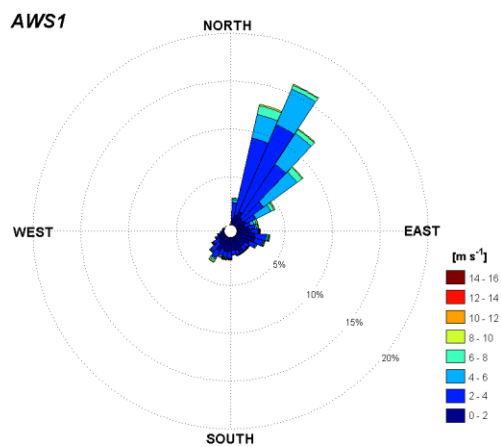 AWS1
NORTH
WEST
EAST
SOUTH
5%
10%
15%
20%
[m s⁻¹]
14 - 16
12 - 14
10 - 12
8 - 10
6 - 8
4 - 6
2 - 4
0 - 2